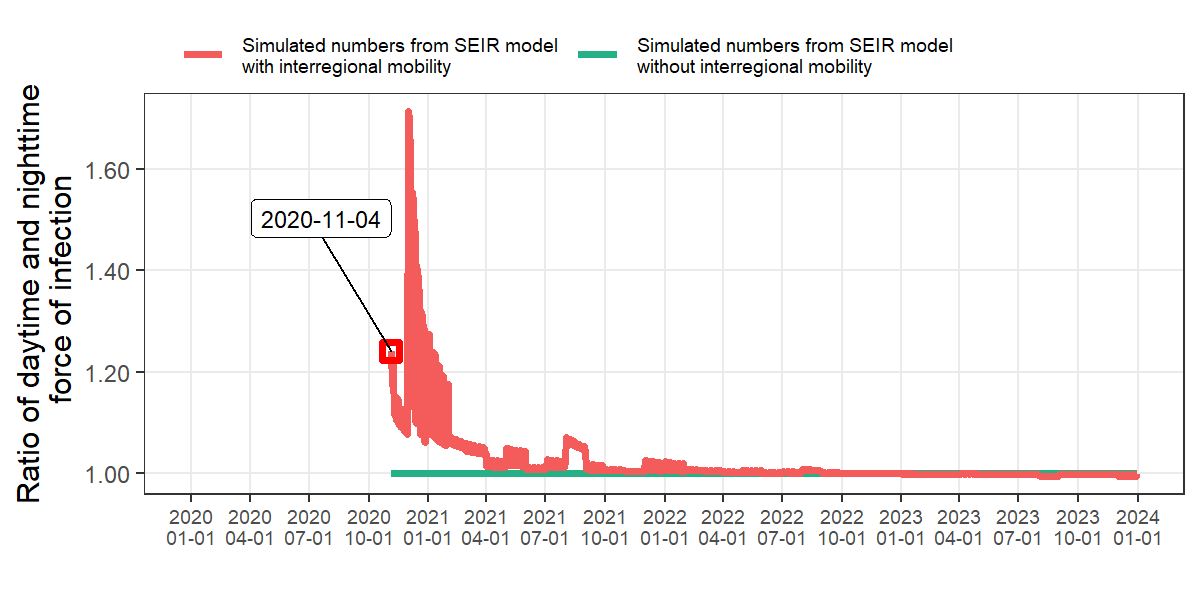 Simulated numbers from SEIR model
with interregional mobility
Simulated numbers from SEIR model
without interregional mobility
Ratio of daytime and nighttime
force of infection
1.60
1.40
1.20
1.00
2020-11-04
2020 2020 2020 2020 2021 2021 2021 2021 2022 2022 2022 2022 2023 2023 2023 2023 2024
01-01 04-01 07-01 10-01 01-01 04-01 07-01 10-01 01-01 04-01 07-01 10-01 01-01 04-01 07-01 10-01 01-01